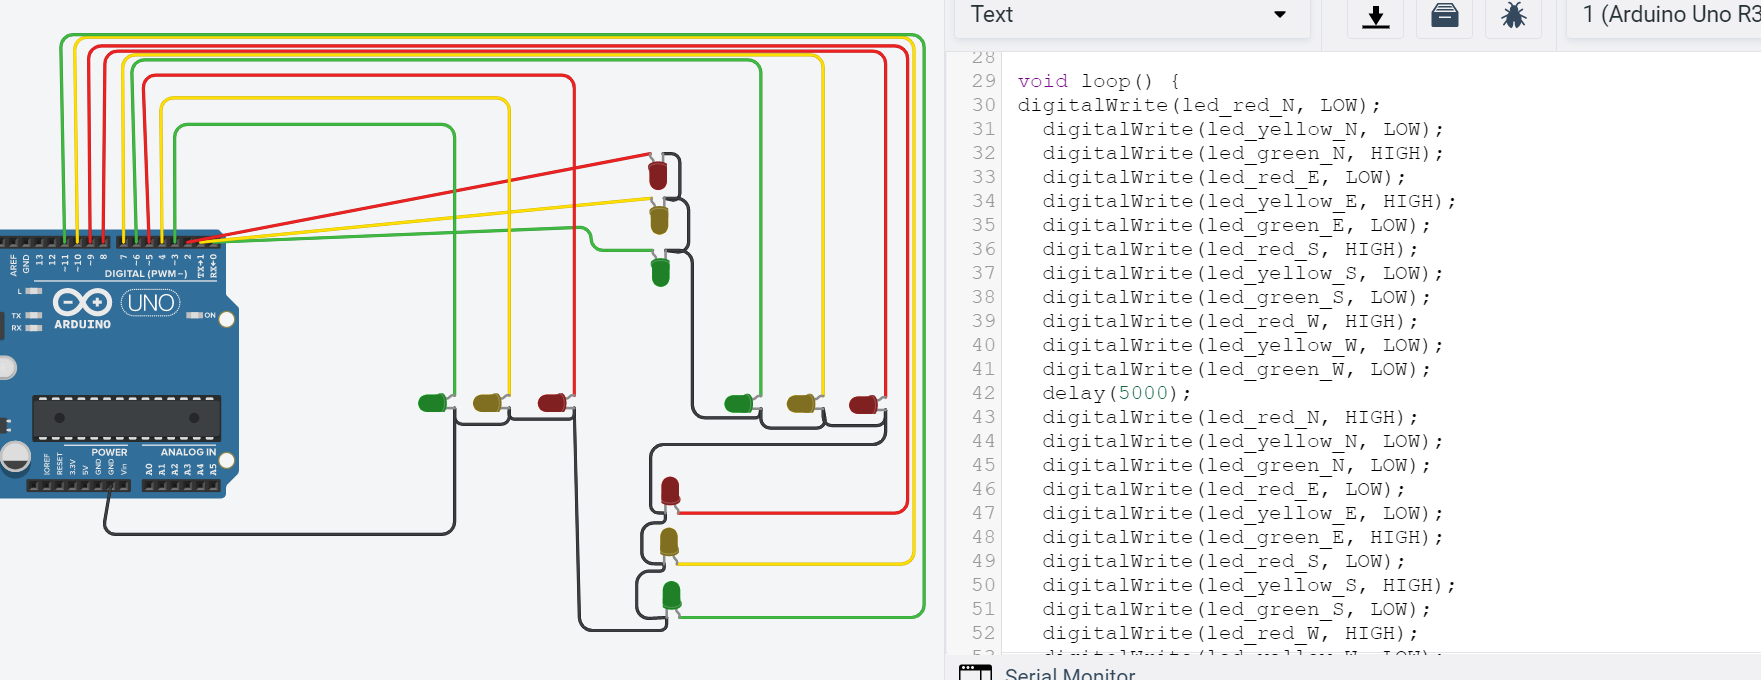 Text
1 (Arduino Uno R3
28
29 void loop() {
30 digitalWrite(led_red_N, LOW);
31 digitalWrite(led_yellow_N, LOW);
32 digitalWrite(led_green_N, HIGH);
33 digitalWrite(led_red_E, LOW);
34 digitalWrite(led_yellow_E, HIGH);
35 digitalWrite(led_green_E, LOW);
36 digitalWrite(led_red_S, HIGH);
37 digitalWrite(led_yellow_S, LOW);
38 digitalWrite(led_green_S, LOW);
39 digitalWrite(led_red_W, HIGH);
40 digitalWrite(led_yellow_W, LOW);
41 digitalWrite(led_green_W, LOW);
42 delay(5000);
43 digitalWrite(led_red_N, HIGH);
44 digitalWrite(led_yellow_N, LOW);
45 digitalWrite(led_green_N, LOW);
46 digitalWrite(led_red_E, LOW);
47 digitalWrite(led_yellow_E, LOW);
48 digitalWrite(led_green_E, HIGH);
49 digitalWrite(led_red_S, LOW);
50 digitalWrite(led_yellow_S, HIGH);
51 digitalWrite(led_green_S, LOW);
52 digitalWrite(led_red_W, HIGH);
Serial Monitor
AREF GND 13 12 ~11 ~10 ~9 8 7 ~6 ~5 4 ~3 2 TX→1 RX←0
DIGITAL (PWM~)
L
UNO
TX
RX
ARDUINO
ON
POWER
ANALOG IN
IOREF RESET 3.3V 5V GND GND Vin A0 A1 A2 A3 A4 A5